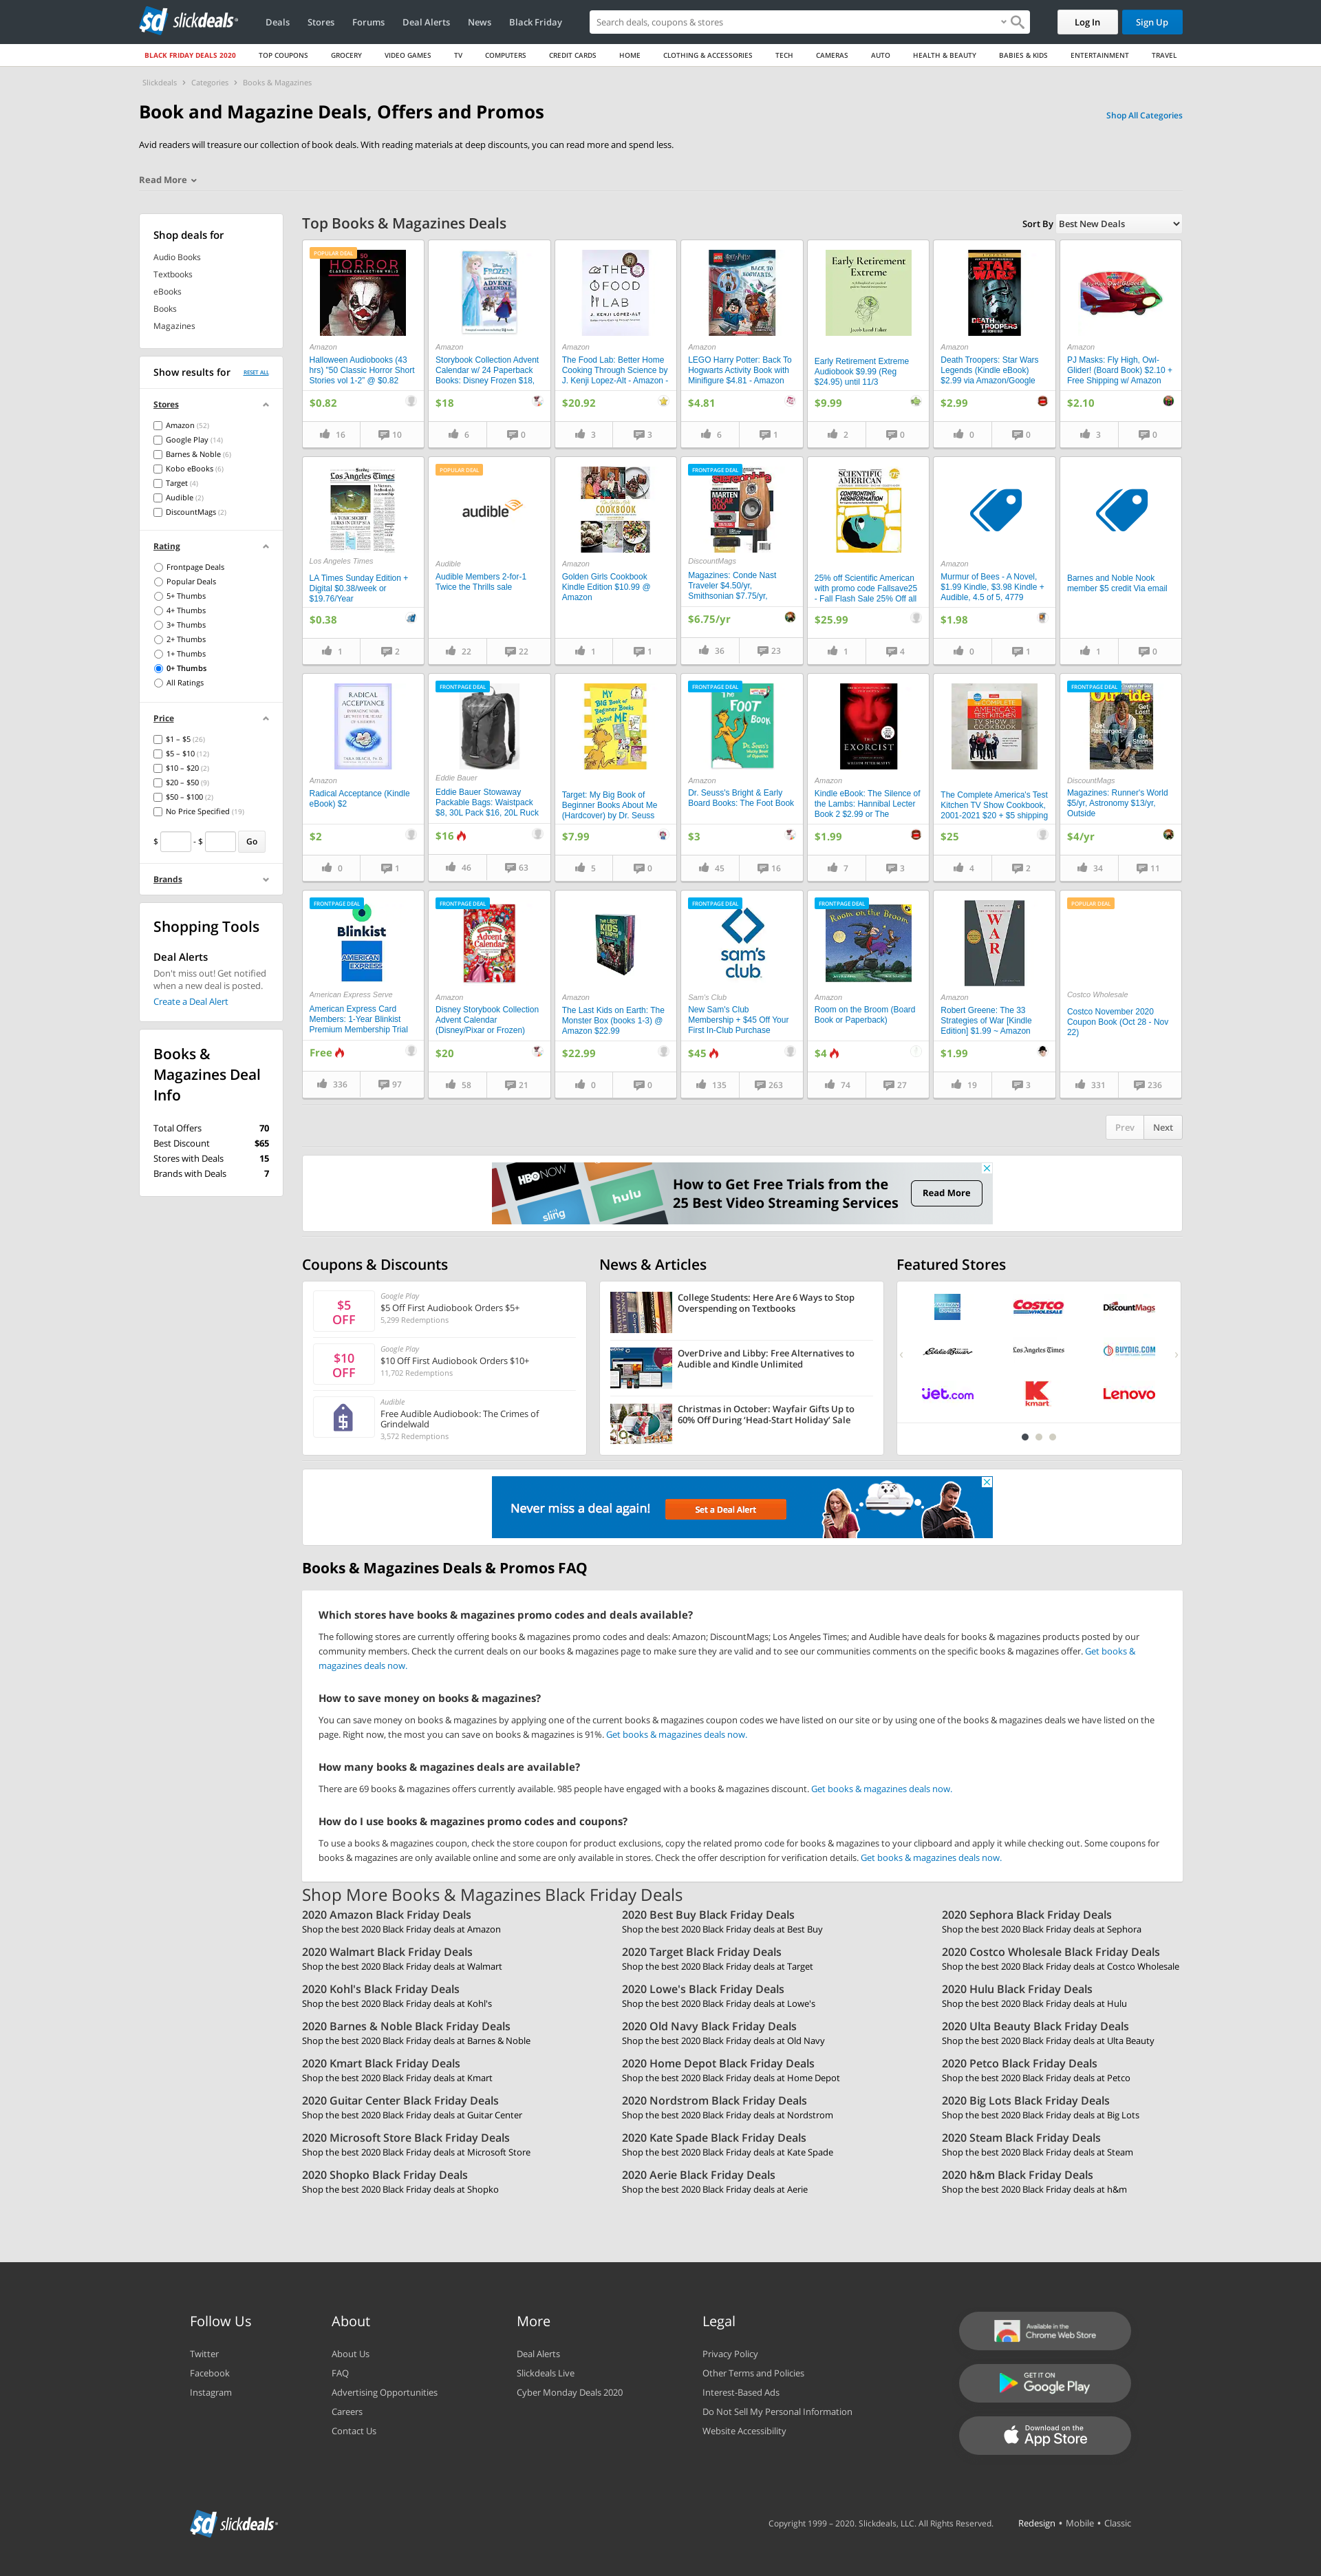 slickdeals
Deals
Stores
Forums
Deal Alerts
News
Black Friday
Search deals, coupons & stores
Log In
Sign Up
BLACK FRIDAY DEALS 2020
TOP COUPONS
GROCERY
VIDEO GAMES
TV
COMPUTERS
CREDIT CARDS
HOME
CLOTHING & ACCESSORIES
TECH
CAMERAS
AUTO
HEALTH & BEAUTY
BABIES & KIDS
ENTERTAINMENT
TRAVEL
Slickdeals > Categories > Books & Magazines
Book and Magazine Deals, Offers and Promos
Shop All Categories
Avid readers will treasure our collection of book deals. With reading materials at deep discounts, you can read more and spend less.
Read More
Shop deals for
Audio Books
Textbooks
eBooks
Books
Magazines
Show results for
RESET ALL
Stores
Amazon (52)
Google Play (14)
Barnes & Noble (6)
Kobo eBooks (6)
Target (4)
Audible (2)
DiscountMags (2)
Rating
Frontpage Deals
Popular Deals
5+ Thumbs
4+ Thumbs
3+ Thumbs
2+ Thumbs
1+ Thumbs
0+ Thumbs
All Ratings
Price
$1 – $5 (26)
$5 – $10 (12)
$10 – $20 (2)
$20 – $50 (9)
$50 – $100 (2)
No Price Specified (19)
$ - $ Go
Brands
Shopping Tools
Deal Alerts
Don't miss out! Get notified
when a new deal is posted.
Create a Deal Alert
Books &
Magazines Deal
Info
Total Offers 70
Best Discount $65
Stores with Deals 15
Brands with Deals 7
Top Books & Magazines Deals
Sort By Best New Deals
POPULAR DEAL
HORROR
Amazon
Halloween Audiobooks (43
hrs) "50 Classic Horror Short
Stories vol 1-2" @ $0.82
$0.82
16 10
FROZEN
ADVENT
CALENDAR
Amazon
Storybook Collection Advent
Calendar w/ 24 Paperback
Books: Disney Frozen $18,
$18
6 0
THE
FOOD
LAB
J. KENJI LÓPEZ-ALT
Amazon
The Food Lab: Better Home
Cooking Through Science by
J. Kenji Lopez-Alt - Amazon -
$20.92
3 3
BACK TO
HOGWARTS
Amazon
LEGO Harry Potter: Back To
Hogwarts Activity Book with
Minifigure $4.81 - Amazon
$4.81
6 1
Early Retirement
Extreme
Jacob Lund Fisker
Early Retirement Extreme
Audiobook $9.99 (Reg
$24.95) until 11/3
$9.99
2 0
STAR
WARS
DEATH
TROOPERS
Amazon
Death Troopers: Star Wars
Legends (Kindle eBook)
$2.99 via Amazon/Google
$2.99
0 0
Amazon
PJ Masks: Fly High, Owl-
Glider! (Board Book) $2.10 +
Free Shipping w/ Amazon
$2.10
3 0
Los Angeles Times
Los Angeles Times
LA Times Sunday Edition +
Digital $0.38/week or
$19.76/Year
$0.38
1 2
POPULAR DEAL
audible
Audible
Audible Members 2-for-1
Twice the Thrills sale
22 22
COOKBOOK
Amazon
Golden Girls Cookbook
Kindle Edition $10.99 @
Amazon
1 1
FRONTPAGE DEAL
stereophile
MARTEN
OSCAR
DUO
DiscountMags
Magazines: Conde Nast
Traveler $4.50/yr,
Smithsonian $7.75/yr,
$6.75/yr
36 23
SCIENTIFIC
AMERICAN
CONFRONTING
MISINFORMATION
25% off Scientific American
with promo code Fallsave25
- Fall Flash Sale 25% Off all
$25.99
1 4
Amazon
Murmur of Bees - A Novel,
$1.99 Kindle, $3.98 Kindle +
Audible, 4.5 of 5, 4779
$1.98
0 1
Barnes and Noble Nook
member $5 credit Via email
1 0
RADICAL
ACCEPTANCE
Amazon
Radical Acceptance (Kindle
eBook) $2
$2
0 1
FRONTPAGE DEAL
Eddie Bauer
Eddie Bauer Stowaway
Packable Bags: Waistpack
$8, 30L Pack $16, 20L Ruck
$16
46 63
MY
BIG Book of
Beginner Books
about ME
Target: My Big Book of
Beginner Books About Me
(Hardcover) by Dr. Seuss
$7.99
5 0
FRONTPAGE DEAL
The
FOOT
BOOK
Amazon
Dr. Seuss's Bright & Early
Board Books: The Foot Book
$3
45 16
THE
EXORCIST
Amazon
Kindle eBook: The Silence of
the Lambs: Hannibal Lecter
Book 2 $2.99 or The
$1.99
7 3
COMPLETE
AMERICA'S
TEST KITCHEN
TV SHOW
COOKBOOK
The Complete America's Test
Kitchen TV Show Cookbook,
2001-2021 $20 + $5 shipping
$25
4 2
FRONTPAGE DEAL
Outside
Get
Lost!
DiscountMags
Magazines: Runner's World
$5/yr, Astronomy $13/yr,
Outside
$4/yr
34 11
FRONTPAGE DEAL
Blinkist
AMERICAN
EXPRESS
American Express Serve
American Express Card
Members: 1-Year Blinkist
Premium Membership Trial
Free
336 97
FRONTPAGE DEAL
Advent
Calendar
Amazon
Disney Storybook Collection
Advent Calendar
(Disney/Pixar or Frozen)
$20
58 21
THE LAST
KIDS
Amazon
The Last Kids on Earth: The
Monster Box (books 1-3) @
Amazon $22.99
$22.99
0 0
FRONTPAGE DEAL
sam's
club
Sam's Club
New Sam's Club
Membership + $45 Off Your
First In-Club Purchase
$45
135 263
FRONTPAGE DEAL
Room on the Broom
Amazon
Room on the Broom (Board
Book or Paperback)
$4
74 27
WAR
Amazon
Robert Greene: The 33
Strategies of War [Kindle
Edition] $1.99 ~ Amazon
$1.99
19 3
POPULAR DEAL
Costco Wholesale
Costco November 2020
Coupon Book (Oct 28 - Nov
22)
331 236
Prev Next
HBO NOW
hulu
sling
How to Get Free Trials from the
25 Best Video Streaming Services
Read More
Coupons & Discounts
$5
OFF
Google Play
$5 Off First Audiobook Orders $5+
5,299 Redemptions
$10
OFF
Google Play
$10 Off First Audiobook Orders $10+
11,702 Redemptions
Audible
Free Audible Audiobook: The Crimes of
Grindelwald
3,572 Redemptions
News & Articles
College Students: Here Are 6 Ways to Stop
Overspending on Textbooks
OverDrive and Libby: Free Alternatives to
Audible and Kindle Unlimited
Christmas in October: Wayfair Gifts Up to
60% Off During ‘Head-Start Holiday’ Sale
Featured Stores
AMERICAN EXPRESS
COSTCO WHOLESALE
DiscountMags
Eddie Bauer
Los Angeles Times
BUYDIG.COM
Jet.com
kmart
Lenovo
Never miss a deal again!
Set a Deal Alert
Books & Magazines Deals & Promos FAQ
Which stores have books & magazines promo codes and deals available?
The following stores are currently offering books & magazines promo codes and deals: Amazon; DiscountMags; Los Angeles Times; and Audible have deals for books & magazines products posted by our
community members. Check the current deals on our books & magazines page to make sure they are valid and to see our communities comments on the specific books & magazines offer. Get books &
magazines deals now.
How to save money on books & magazines?
You can save money on books & magazines by applying one of the current books & magazines coupon codes we have listed on our site or by using one of the books & magazines deals we have listed on the
page. Right now, the most you can save on books & magazines is 91%. Get books & magazines deals now.
How many books & magazines deals are available?
There are 69 books & magazines offers currently available. 985 people have engaged with a books & magazines discount. Get books & magazines deals now.
How do I use books & magazines promo codes and coupons?
To use a books & magazines coupon, check the store coupon for product exclusions, copy the related promo code for books & magazines to your clipboard and apply it while checking out. Some coupons for
books & magazines are only available online and some are only available in stores. Check the offer description for verification details. Get books & magazines deals now.
Shop More Books & Magazines Black Friday Deals
2020 Amazon Black Friday Deals
Shop the best 2020 Black Friday deals at Amazon
2020 Best Buy Black Friday Deals
Shop the best 2020 Black Friday deals at Best Buy
2020 Sephora Black Friday Deals
Shop the best 2020 Black Friday deals at Sephora
2020 Walmart Black Friday Deals
Shop the best 2020 Black Friday deals at Walmart
2020 Target Black Friday Deals
Shop the best 2020 Black Friday deals at Target
2020 Costco Wholesale Black Friday Deals
Shop the best 2020 Black Friday deals at Costco Wholesale
2020 Kohl's Black Friday Deals
Shop the best 2020 Black Friday deals at Kohl's
2020 Lowe's Black Friday Deals
Shop the best 2020 Black Friday deals at Lowe's
2020 Hulu Black Friday Deals
Shop the best 2020 Black Friday deals at Hulu
2020 Barnes & Noble Black Friday Deals
Shop the best 2020 Black Friday deals at Barnes & Noble
2020 Old Navy Black Friday Deals
Shop the best 2020 Black Friday deals at Old Navy
2020 Ulta Beauty Black Friday Deals
Shop the best 2020 Black Friday deals at Ulta Beauty
2020 Kmart Black Friday Deals
Shop the best 2020 Black Friday deals at Kmart
2020 Home Depot Black Friday Deals
Shop the best 2020 Black Friday deals at Home Depot
2020 Petco Black Friday Deals
Shop the best 2020 Black Friday deals at Petco
2020 Guitar Center Black Friday Deals
Shop the best 2020 Black Friday deals at Guitar Center
2020 Nordstrom Black Friday Deals
Shop the best 2020 Black Friday deals at Nordstrom
2020 Big Lots Black Friday Deals
Shop the best 2020 Black Friday deals at Big Lots
2020 Microsoft Store Black Friday Deals
Shop the best 2020 Black Friday deals at Microsoft Store
2020 Kate Spade Black Friday Deals
Shop the best 2020 Black Friday deals at Kate Spade
2020 Steam Black Friday Deals
Shop the best 2020 Black Friday deals at Steam
2020 Shopko Black Friday Deals
Shop the best 2020 Black Friday deals at Shopko
2020 Aerie Black Friday Deals
Shop the best 2020 Black Friday deals at Aerie
2020 h&m Black Friday Deals
Shop the best 2020 Black Friday deals at h&m
Follow Us
Twitter
Facebook
Instagram
About
About Us
FAQ
Advertising Opportunities
Careers
Contact Us
More
Deal Alerts
Slickdeals Live
Cyber Monday Deals 2020
Legal
Privacy Policy
Other Terms and Policies
Interest-Based Ads
Do Not Sell My Personal Information
Website Accessibility
Available in the
Chrome Web Store
GET IT ON
Google Play
Download on the
App Store
slickdeals
Copyright 1999 – 2020. Slickdeals, LLC. All Rights Reserved.
Redesign • Mobile • Classic